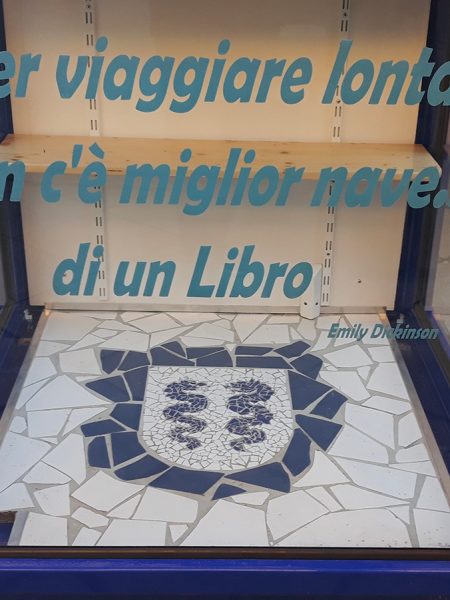 er viaggiare lonta
n c'è miglior nave..
di un Libro
Emily Dickinson